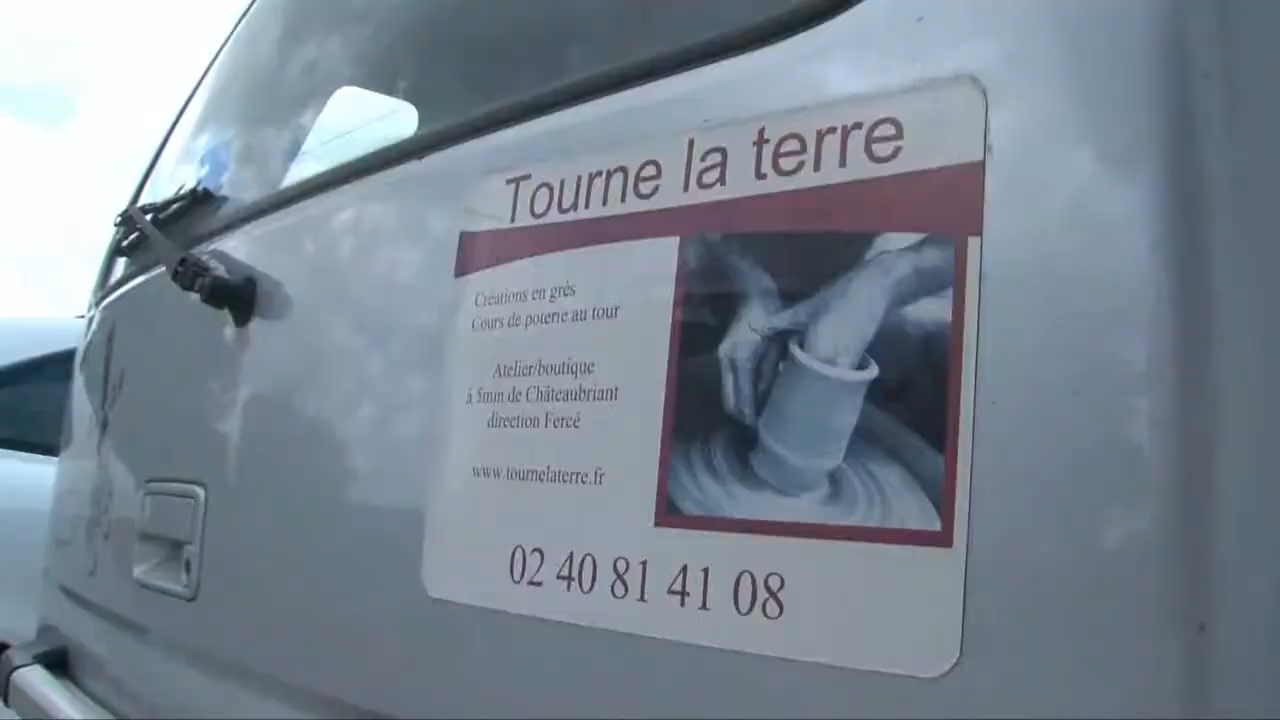 Tourne la terre
Créations en grès
Cours de poterie au tour
Atelier/boutique
à 5mn de Châteaubriant
direction Fercé
www.tournelaterre.fr
02 40 81 41 08